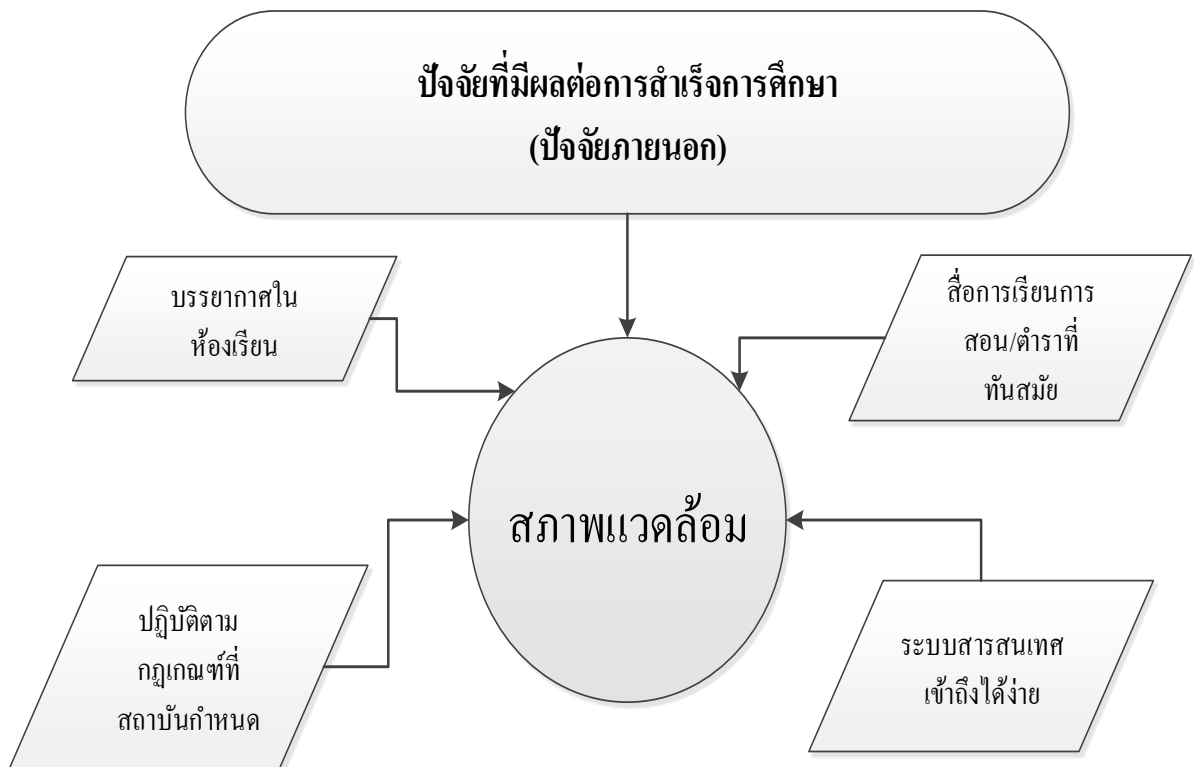 ปัจจัยที่มีผลต่อการสำเร็จการศึกษา
(ปัจจัยภายนอก)
บรรยากาศใน
ห้องเรียน
สื่อการเรียนการ
สอน/ตำราที่
ทันสมัย
สภาพแวดล้อม
ปฏิบัติตาม
กฎเกณฑ์ที่
สถาบันกำหนด
ระบบสารสนเทศ
เข้าถึงได้ง่าย